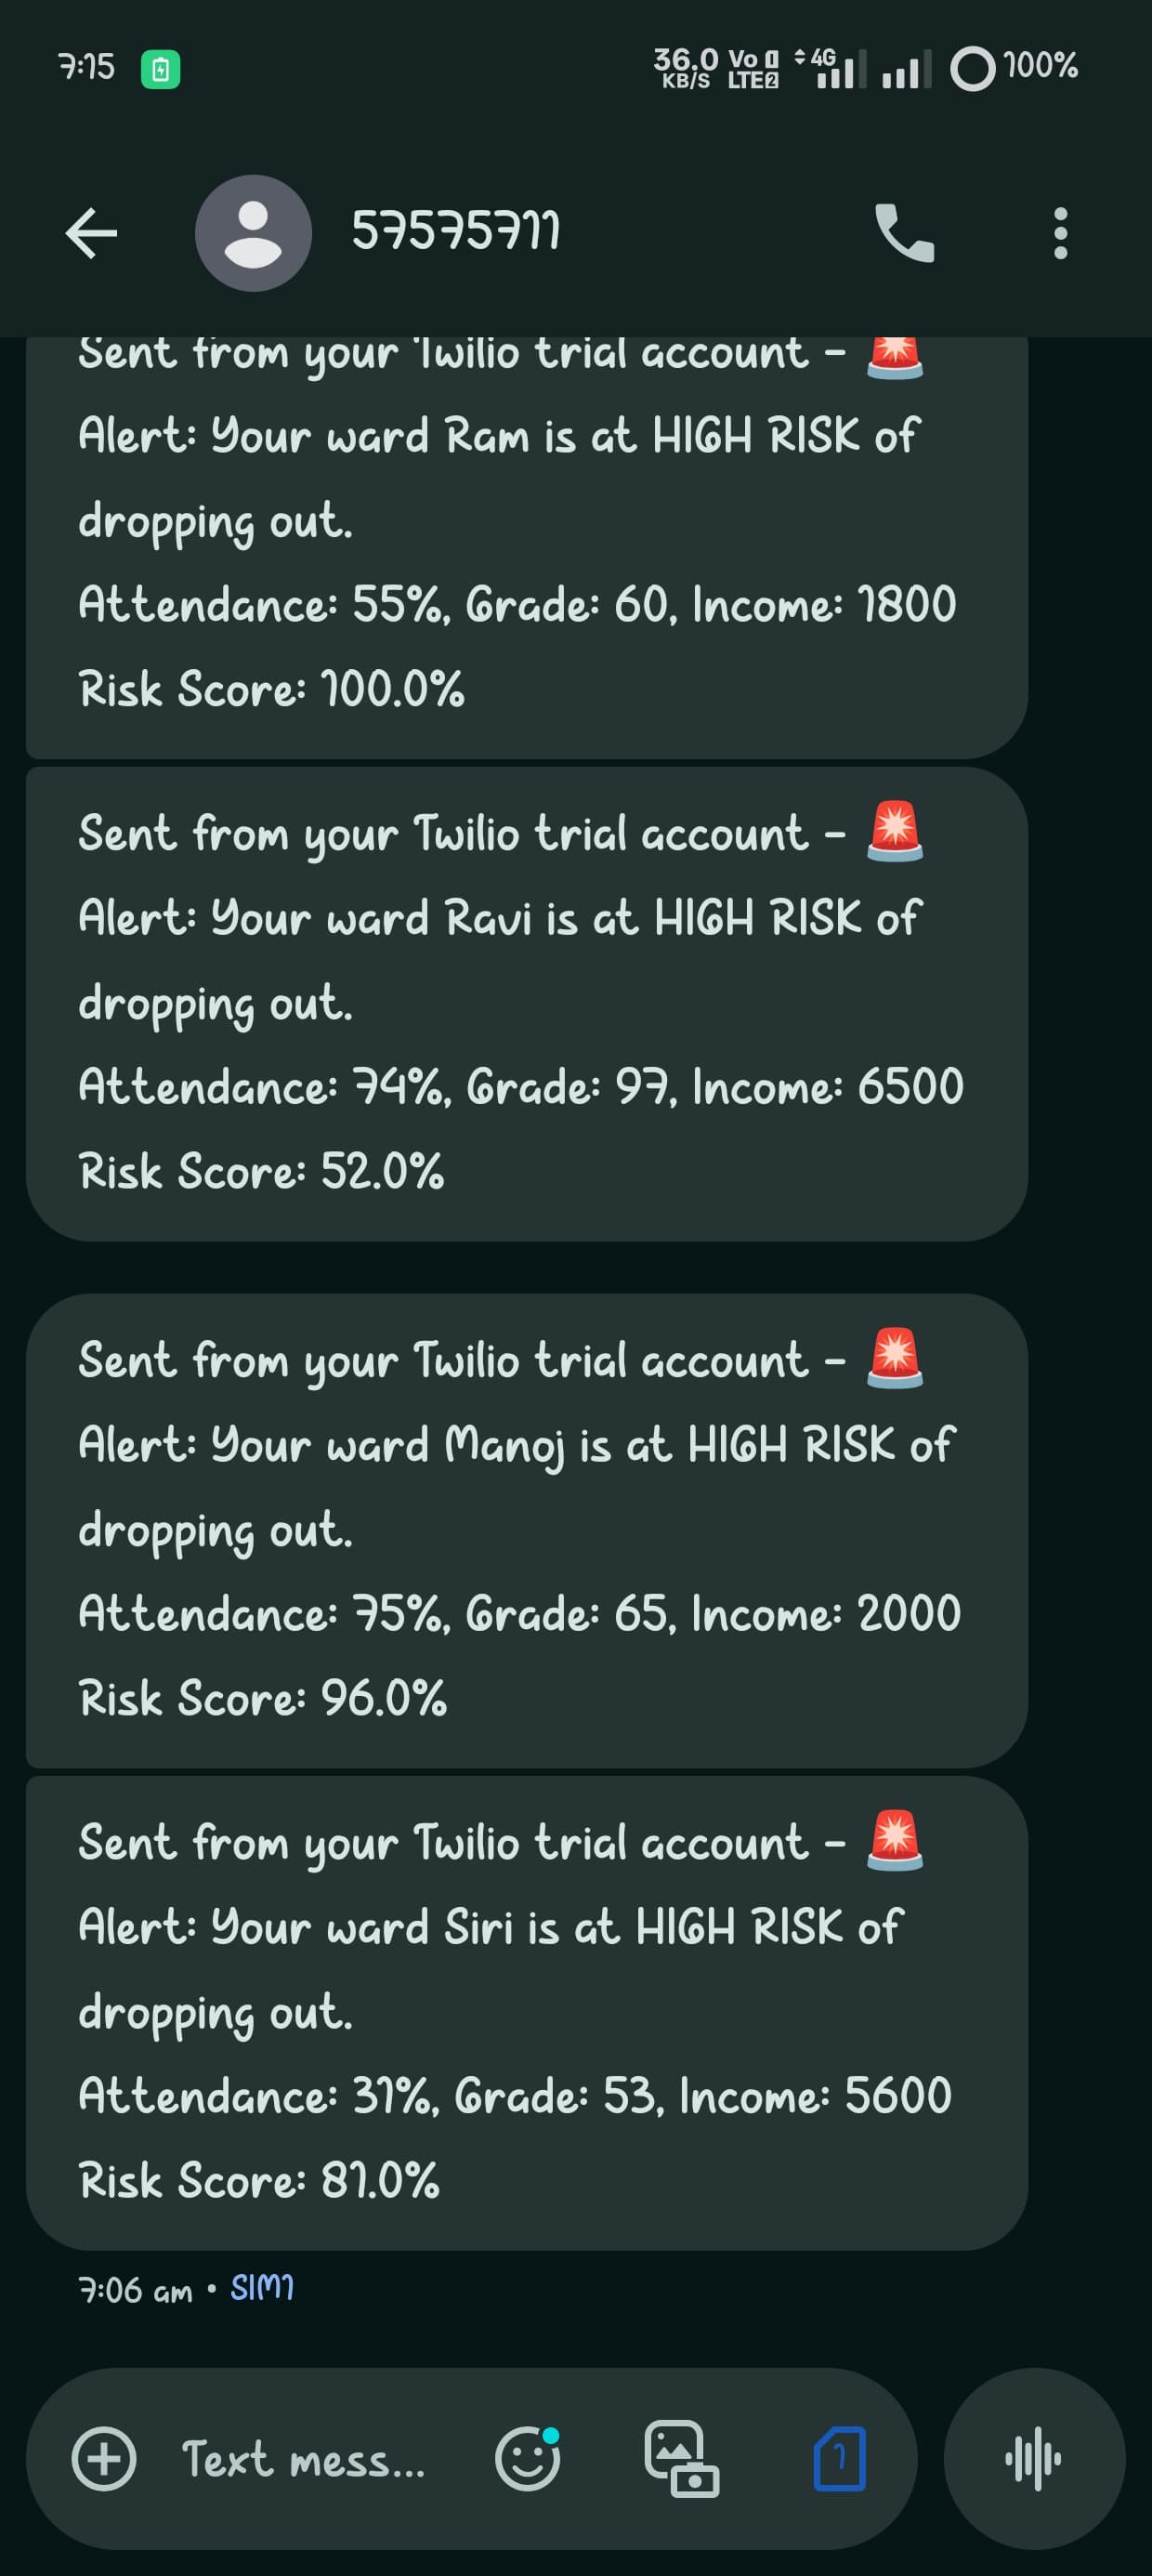 7:15
36.0 KB/S Vo 1 LTE 2 4G 100%
57575711
Sent from your Twilio trial account - 🚨
Alert: Your ward Ram is at HIGH RISK of
dropping out.
Attendance: 55%, Grade: 60, Income: 1800
Risk Score: 100.0%
Sent from your Twilio trial account - 🚨
Alert: Your ward Ravi is at HIGH RISK of
dropping out.
Attendance: 74%, Grade: 97, Income: 6500
Risk Score: 52.0%
Sent from your Twilio trial account - 🚨
Alert: Your ward Manoj is at HIGH RISK of
dropping out.
Attendance: 75%, Grade: 65, Income: 2000
Risk Score: 96.0%
Sent from your Twilio trial account - 🚨
Alert: Your ward Siri is at HIGH RISK of
dropping out.
Attendance: 31%, Grade: 53, Income: 5600
Risk Score: 81.0%
7:06 am • SIM1
Text mess...
1